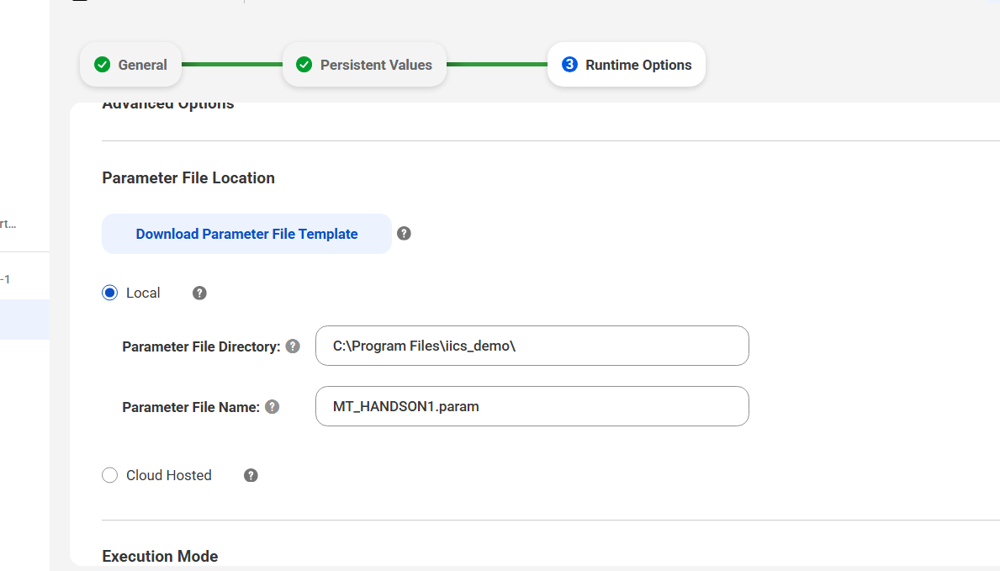 General
Persistent Values
3 Runtime Options
Advanced Options
Parameter File Location
Download Parameter File Template ?
rt...
Local ?
-1
Parameter File Directory: ? C:\Program Files\iics_demo\
Parameter File Name: ? MT_HANDSON1.param
Cloud Hosted ?
Execution Mode